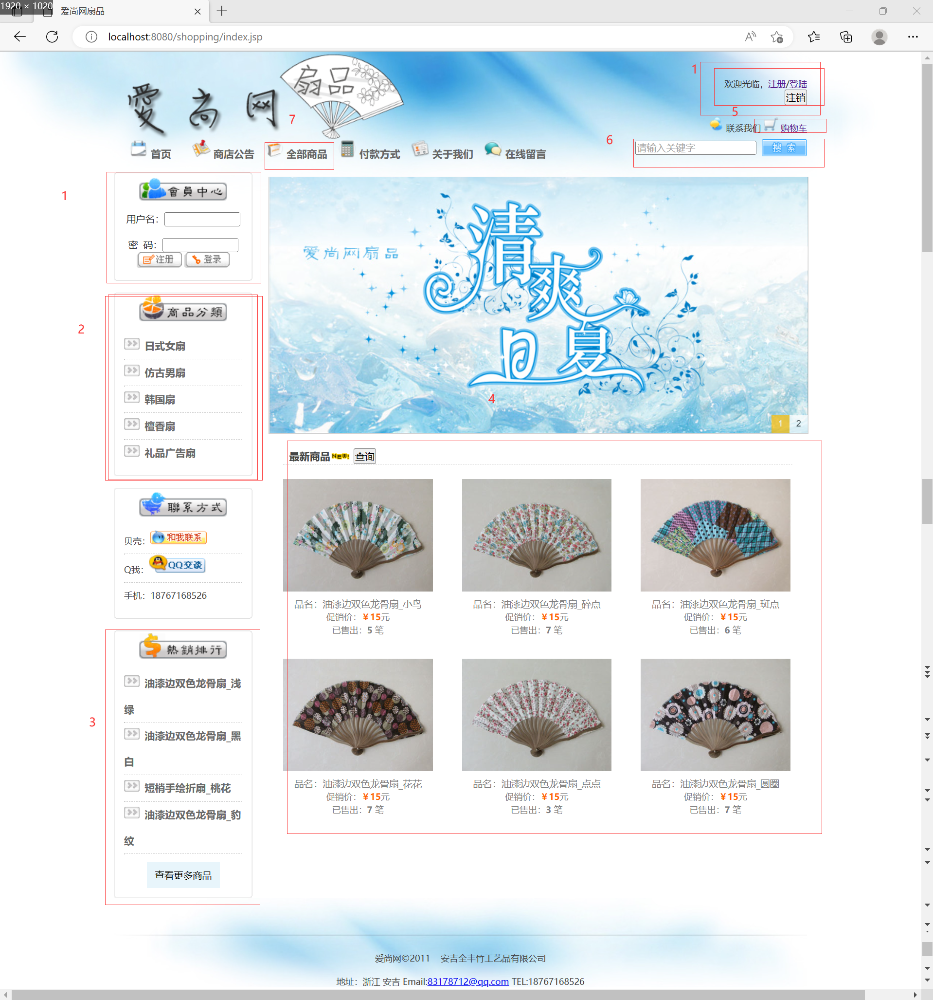 1920 × 1020
爱尚网扇品
localhost:8080/shopping/index.jsp
愛 尚 网
扇品
1
欢迎光临，注册/登陆
注销
5
联系我们 购物车
7
6
首页 商店公告 全部商品 付款方式 关于我们 在线留言
请输入关键字 搜 索
1
會員中心
用户名：
密 码：
注册 登录
爱尚网扇品
清爽
一夏
4
1 2
2
商品分類
日式女扇
仿古男扇
韩国扇
檀香扇
礼品广告扇
聯系方式
贝壳： 和我联系
Q我： QQ交谈
手机：18767168526
3
熱銷排行
油漆边双色龙骨扇_浅
绿
油漆边双色龙骨扇_黑
白
短梢手绘折扇_桃花
油漆边双色龙骨扇_豹
纹
查看更多商品
最新商品 NEW! 查询
品名：油漆边双色龙骨扇_小鸟
促销价：￥15元
已售出：5 笔
品名：油漆边双色龙骨扇_碎点
促销价：￥15元
已售出：7 笔
品名：油漆边双色龙骨扇_斑点
促销价：￥15元
已售出：6 笔
品名：油漆边双色龙骨扇_花花
促销价：￥15元
已售出：7 笔
品名：油漆边双色龙骨扇_点点
促销价：￥15元
已售出：3 笔
品名：油漆边双色龙骨扇_圆圈
促销价：￥15元
已售出：7 笔
爱尚网©2011 安吉全丰竹工艺品有限公司
地址：浙江 安吉 Email:83178712@qq.com TEL:18767168526